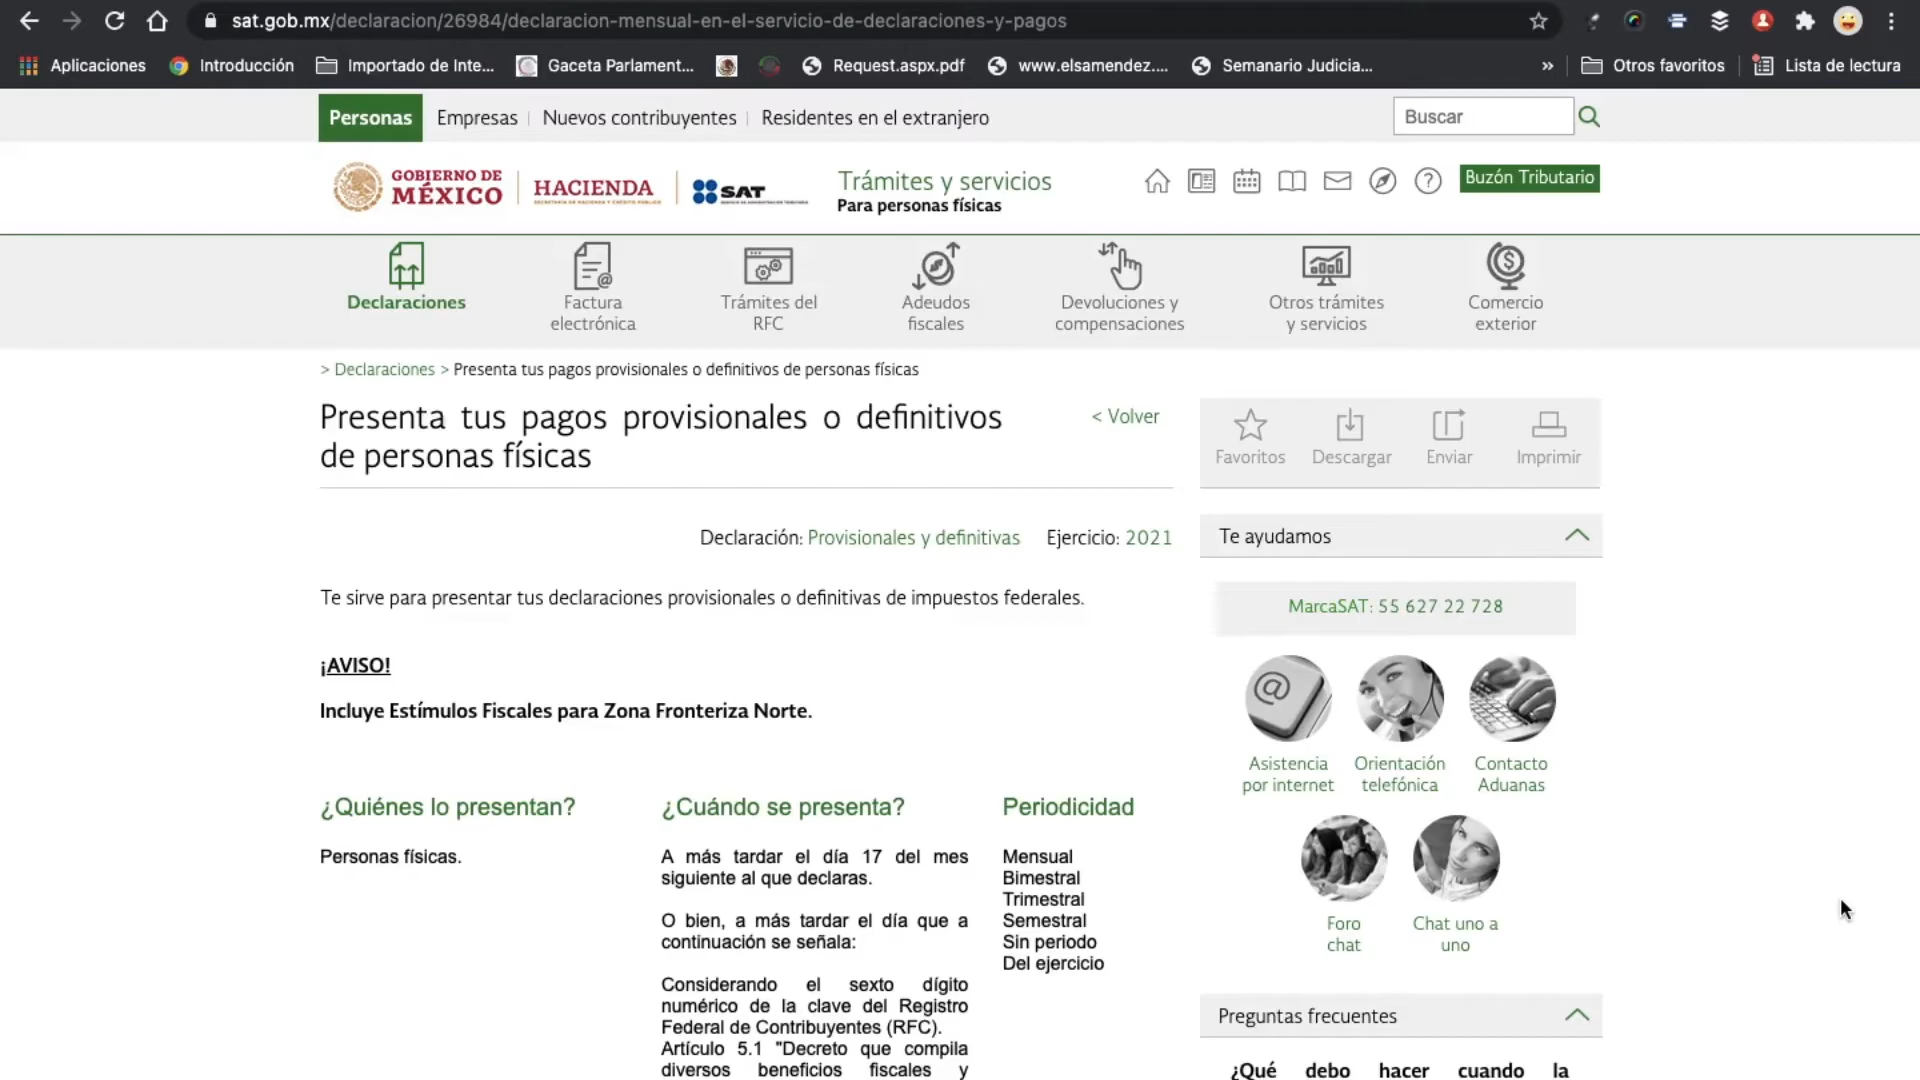 sat.gob.mx/declaracion/26984/declaracion-mensual-en-el-servicio-de-declaraciones-y-pagos
Aplicaciones
Introducción
Importado de Inte...
Gaceta Parlament...
Request.aspx.pdf
www.elsamendez....
Semanario Judicia...
»
Otros favoritos
Lista de lectura
Personas
Empresas
Nuevos contribuyentes
Residentes en el extranjero
Buscar
GOBIERNO DE
MÉXICO
HACIENDA
SECRETARÍA DE HACIENDA Y CRÉDITO PÚBLICO
SAT
SERVICIO DE ADMINISTRACIÓN TRIBUTARIA
Trámites y servicios
Para personas físicas
Buzón Tributario
Declaraciones
Factura
electrónica
Trámites del
RFC
Adeudos
fiscales
Devoluciones y
compensaciones
Otros trámites
y servicios
Comercio
exterior
> Declaraciones > Presenta tus pagos provisionales o definitivos de personas físicas
Presenta tus pagos provisionales o definitivos
de personas físicas
< Volver
Favoritos
Descargar
Enviar
Imprimir
Declaración: Provisionales y definitivas Ejercicio: 2021
Te ayudamos
Te sirve para presentar tus declaraciones provisionales o definitivas de impuestos federales.
MarcaSAT: 55 627 22 728
¡AVISO!
Incluye Estímulos Fiscales para Zona Fronteriza Norte.
Asistencia
por internet
Orientación
telefónica
Contacto
Aduanas
Foro
chat
Chat uno a
uno
¿Quiénes lo presentan?
Personas físicas.
¿Cuándo se presenta?
A más tardar el día 17 del mes
siguiente al que declaras.
O bien, a más tardar el día que a
continuación se señala:
Considerando el sexto dígito
numérico de la clave del Registro
Federal de Contribuyentes (RFC).
Artículo 5.1 "Decreto que compila
diversos beneficios fiscales y
Periodicidad
Mensual
Bimestral
Trimestral
Semestral
Sin periodo
Del ejercicio
Preguntas frecuentes
¿Qué debo hacer cuando la